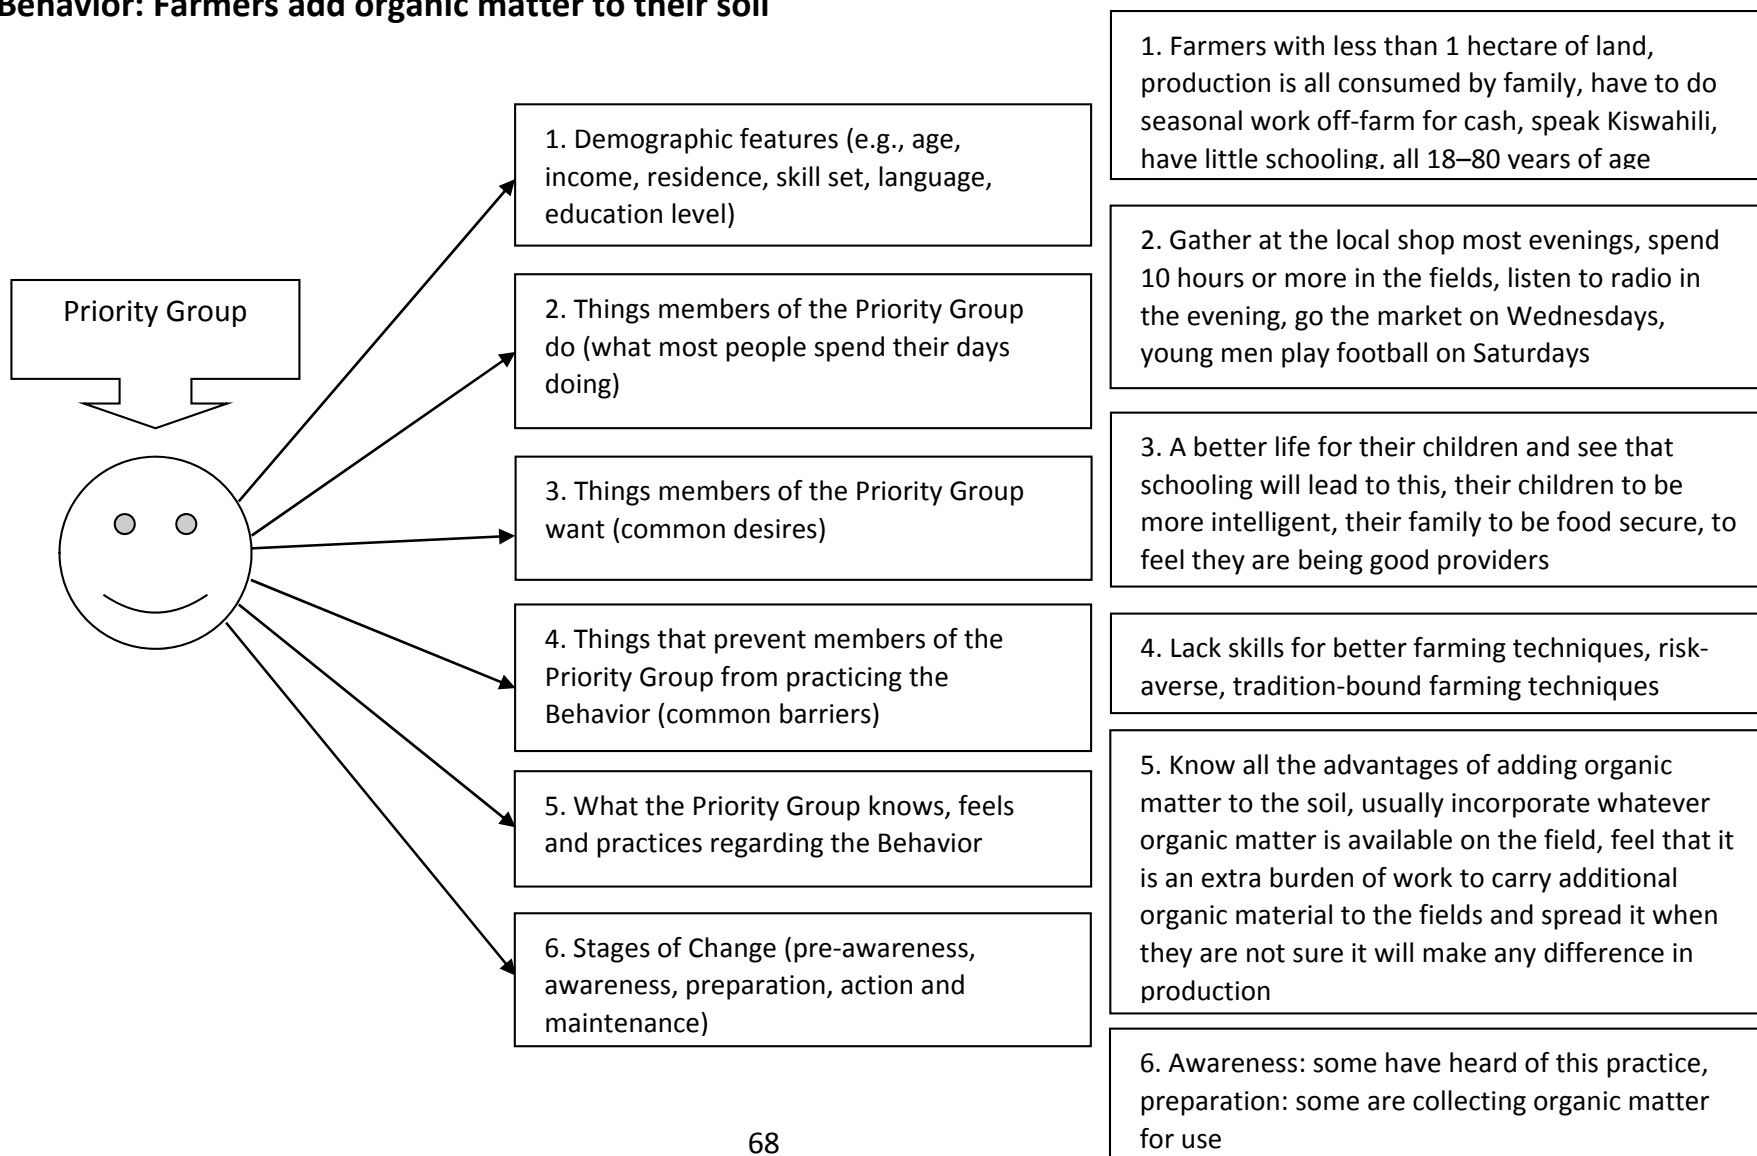 Behavior: Farmers add organic matter to their soil
Priority Group
1. Demographic features (e.g., age,
income, residence, skill set, language,
education level)
2. Things members of the Priority Group
do (what most people spend their days
doing)
3. Things members of the Priority Group
want (common desires)
4. Things that prevent members of the
Priority Group from practicing the
Behavior (common barriers)
5. What the Priority Group knows, feels
and practices regarding the Behavior
6. Stages of Change (pre-awareness,
awareness, preparation, action and
maintenance)
1. Farmers with less than 1 hectare of land,
production is all consumed by family, have to do
seasonal work off-farm for cash, speak Kiswahili,
have little schooling, all 18–80 years of age
2. Gather at the local shop most evenings, spend
10 hours or more in the fields, listen to radio in
the evening, go the market on Wednesdays,
young men play football on Saturdays
3. A better life for their children and see that
schooling will lead to this, their children to be
more intelligent, their family to be food secure, to
feel they are being good providers
4. Lack skills for better farming techniques, risk-
averse, tradition-bound farming techniques
5. Know all the advantages of adding organic
matter to the soil, usually incorporate whatever
organic matter is available on the field, feel that it
is an extra burden of work to carry additional
organic material to the fields and spread it when
they are not sure it will make any difference in
production
6. Awareness: some have heard of this practice,
preparation: some are collecting organic matter
for use
68